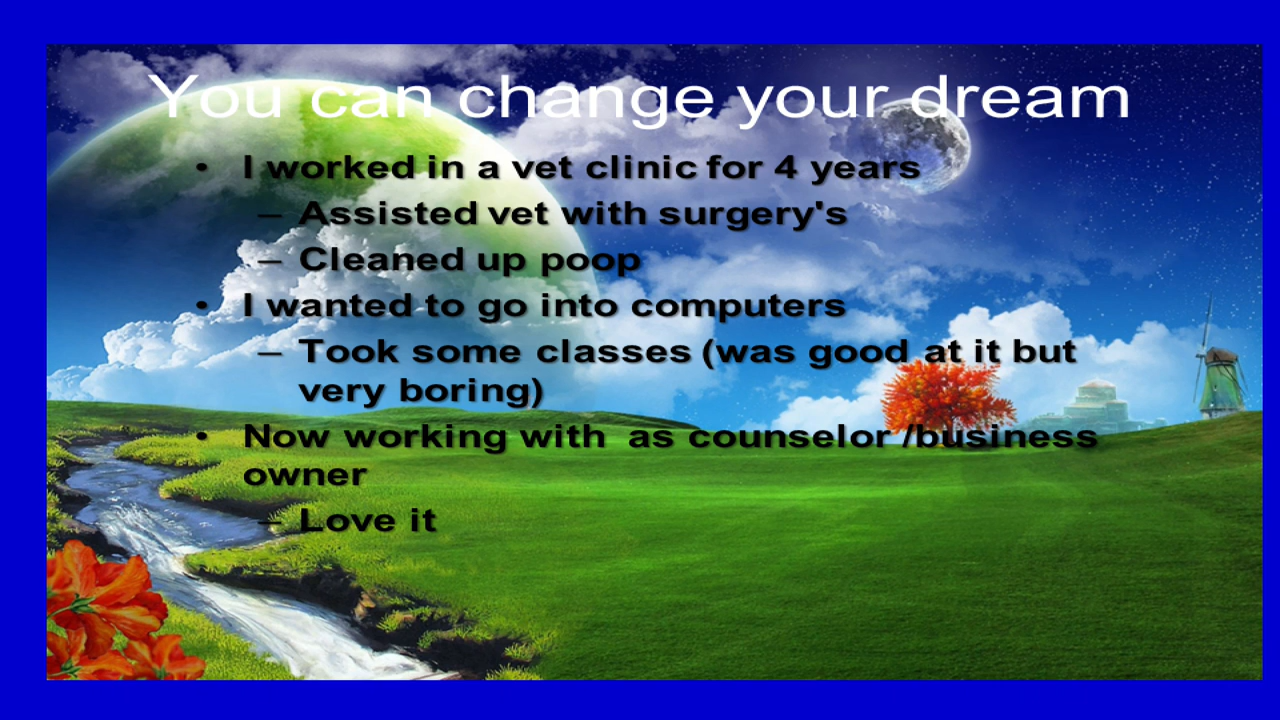 You can change your dream
• I worked in a vet clinic for 4 years
– Assisted vet with surgery's
– Cleaned up poop
• I wanted to go into computers
– Took some classes (was good at it but
very boring)
• Now working with  as counselor /business
owner
– Love it